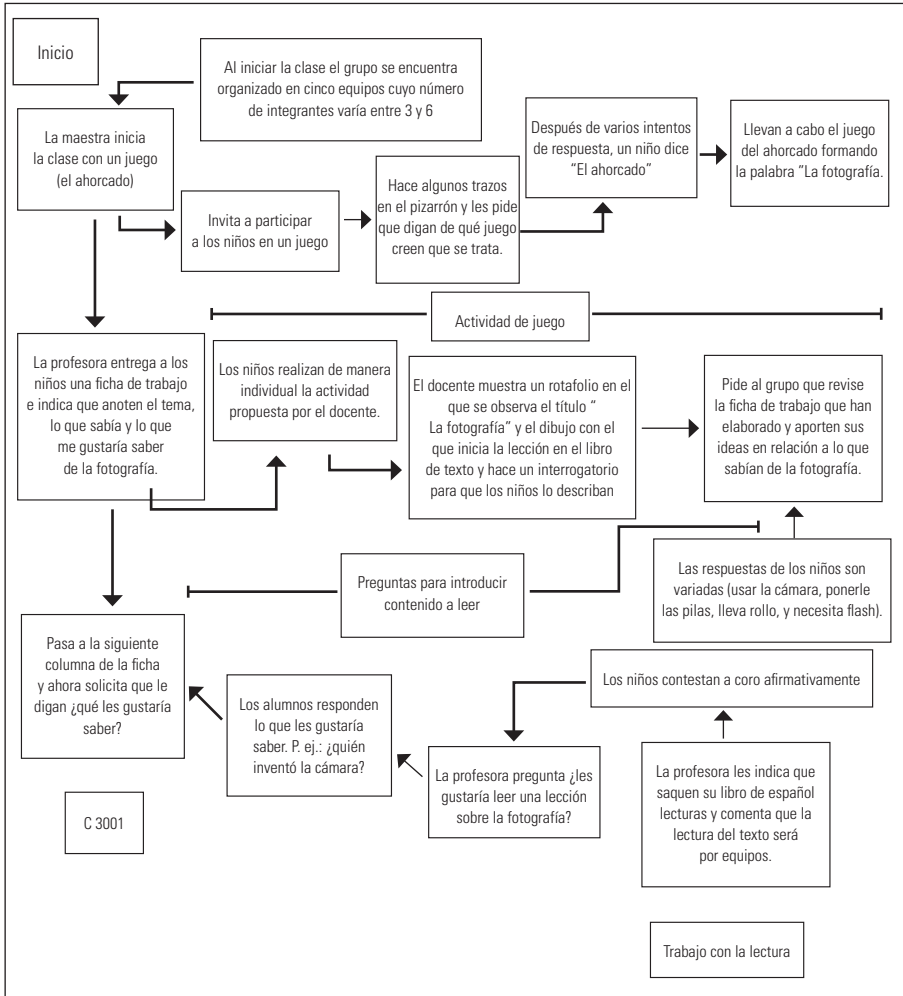 Inicio
Al iniciar la clase el grupo se encuentra
organizado en cinco equipos cuyo número
de integrantes varía entre 3 y 6
La maestra inicia
la clase con un juego
(el ahorcado)
Invita a participar
a los niños en un juego
Hace algunos trazos
en el pizarrón y les pide
que digan de qué juego
creen que se trata.
Después de varios intentos
de respuesta, un niño dice
“El ahorcado”
Llevan a cabo el juego
del ahorcado formando
la palabra “La fotografía.
Actividad de juego
La profesora entrega a los
niños una ficha de trabajo
e indica que anoten el tema,
lo que sabía y lo que
me gustaría saber
de la fotografía.
Los niños realizan de manera
individual la actividad
propuesta por el docente.
El docente muestra un rotafolio en el
que se observa el título “
La fotografía” y el dibujo con el
que inicia la lección en el libro
de texto y hace un interrogatorio
para que los niños lo describan
Pide al grupo que revise
la ficha de trabajo que han
elaborado y aporten sus
ideas en relación a lo que
sabían de la fotografía.
Preguntas para introducir
contenido a leer
Las respuestas de los niños son
variadas (usar la cámara, ponerle
las pilas, lleva rollo, y necesita flash).
Pasa a la siguiente
columna de la ficha
y ahora solicita que le
digan ¿qué les gustaría
saber?
Los alumnos responden
lo que les gustaría
saber. P. ej.: ¿quién
inventó la cámara?
La profesora pregunta ¿les
gustaría leer una lección
sobre la fotografía?
Los niños contestan a coro afirmativamente
La profesora les indica que
saquen su libro de español
lecturas y comenta que la
lectura del texto será
por equipos.
C 3001
Trabajo con la lectura